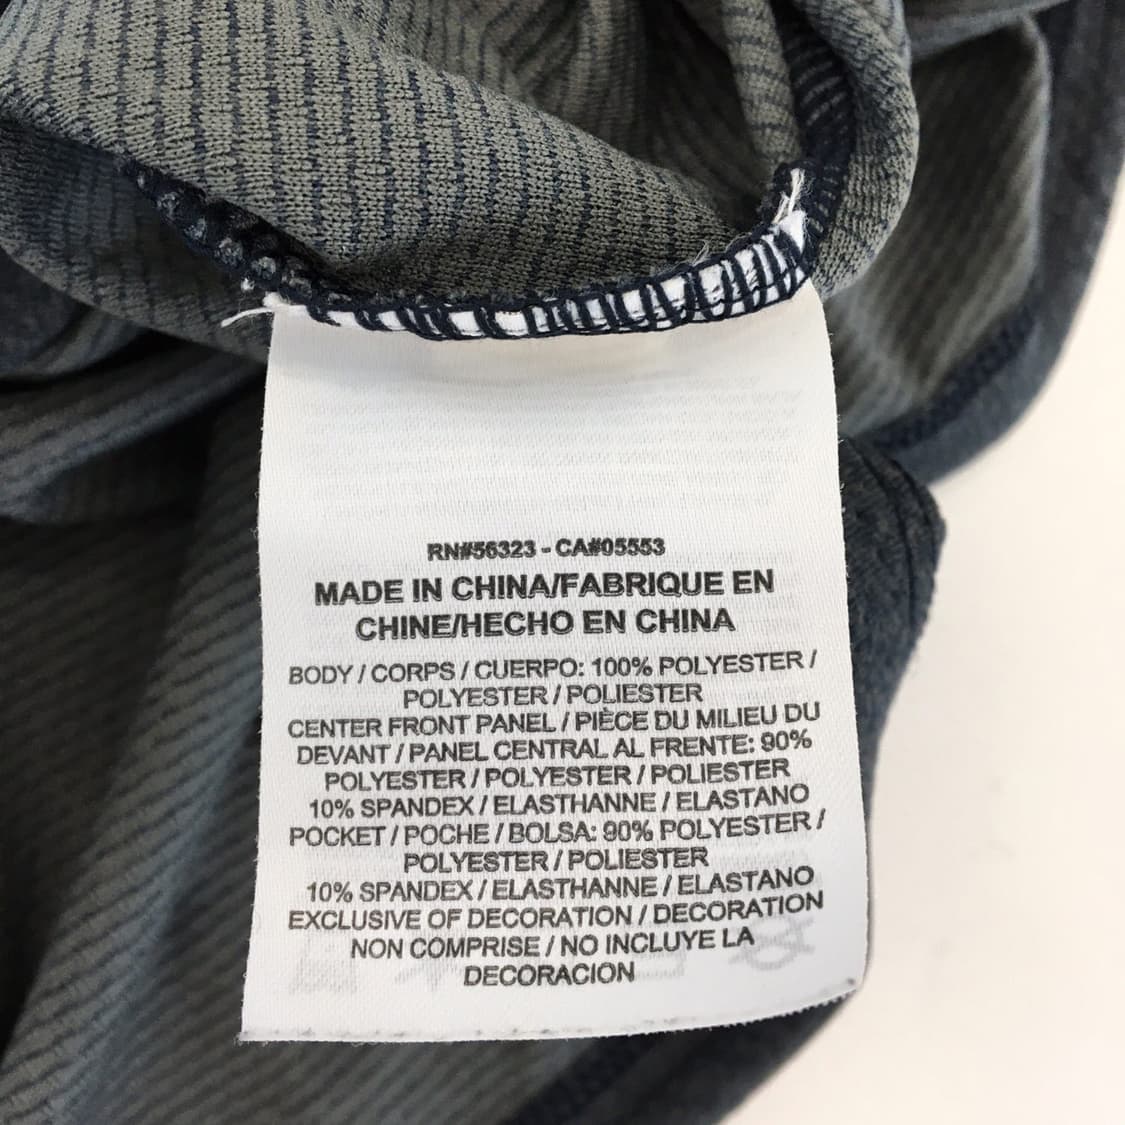 RN#56323 - CA#05553
MADE IN CHINA/FABRIQUE EN
CHINE/HECHO EN CHINA
BODY / CORPS / CUERPO: 100% POLYESTER /
POLYESTER / POLIESTER
CENTER FRONT PANEL / PIÈCE DU MILIEU DU
DEVANT / PANEL CENTRAL AL FRENTE: 90%
POLYESTER / POLYESTER / POLIESTER
10% SPANDEX / ELASTHANNE / ELASTANO
POCKET / POCHE / BOLSA: 90% POLYESTER /
POLYESTER / POLIESTER
10% SPANDEX / ELASTHANNE / ELASTANO
EXCLUSIVE OF DECORATION / DECORATION
NON COMPRISE / NO INCLUYE LA
DECORACION